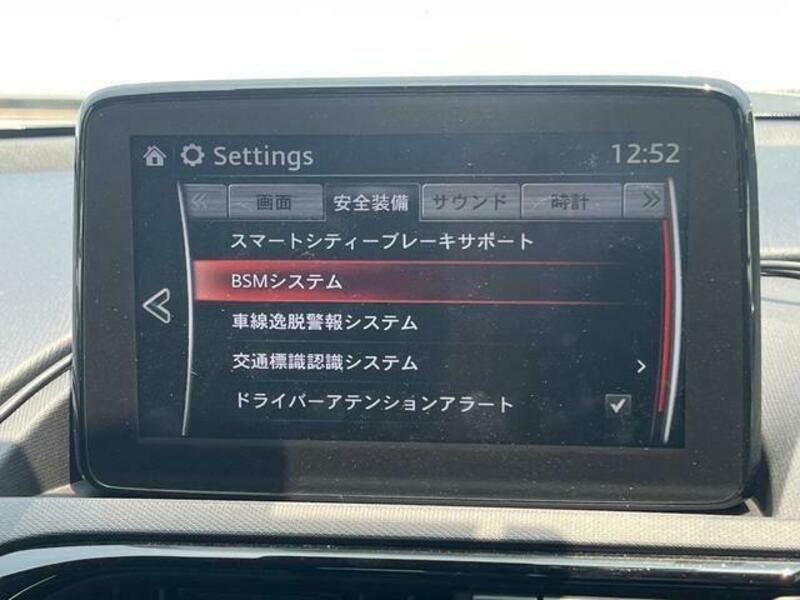 Settings 12:52
画面 安全装備 サウンド 時計
スマートシティーブレーキサポート
BSMシステム
車線逸脱警報システム
交通標識認識システム
ドライバーアテンションアラート